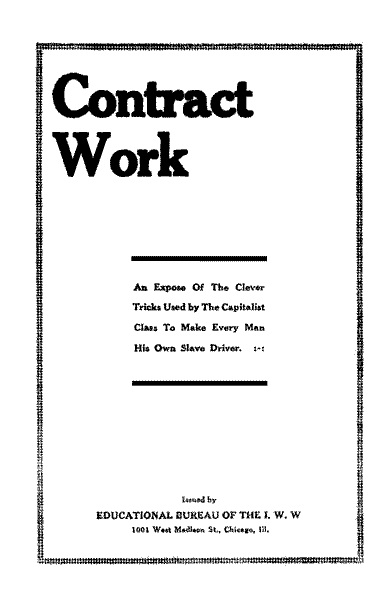 Contract
Work
An Expose Of The Clever
Tricks Used by The Capitalist
Class To Make Every Man
His Own Slave Driver. :-:
Issued by
EDUCATIONAL BUREAU OF THE I. W. W
1001 West Madison St., Chicago, Ill.